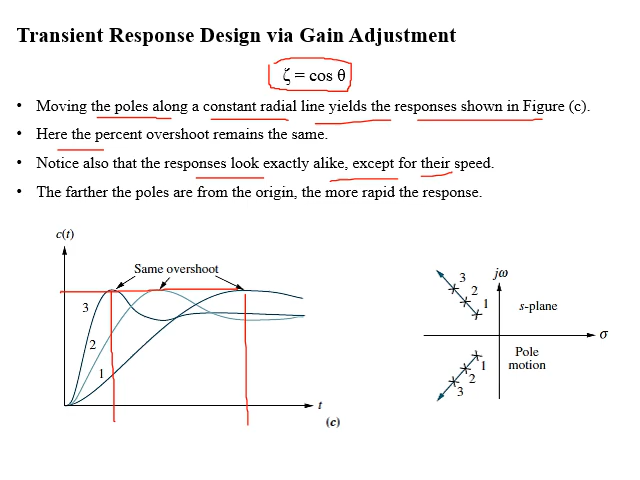 Transient Response Design via Gain Adjustment
ζ = cos θ
• Moving the poles along a constant radial line yields the responses shown in Figure (c).
• Here the percent overshoot remains the same.
• Notice also that the responses look exactly alike, except for their speed.
• The farther the poles are from the origin, the more rapid the response.
c(t)
Same overshoot
3
2
1
t
(c)
jω
3
2
1
s-plane
σ
Pole
motion
1
2
3